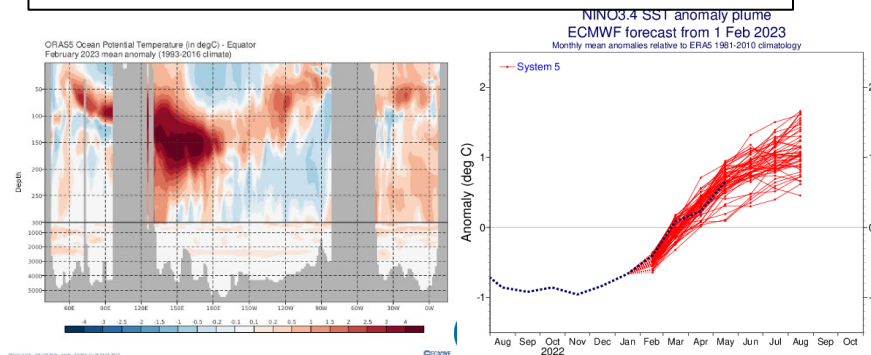 ORAS5 Ocean Potential Temperature (in degC) - Equator
February 2023 mean anomaly (1993-2016 climate)
50
100
150
200
250
300
1000
2000
3000
4000
5000
Depth
60E 90E 120E 150E 180W 150W 120W 90W 60W 30W 0W
-4 -3 -2.5 -2 -1.5 -1 -0.5 -0.2 -0.1 0.1 0.2 0.5 1 1.5 2 2.5 3 4
©ECMWF
NINO3.4 SST anomaly plume
ECMWF forecast from 1 Feb 2023
Monthly mean anomalies relative to ERA5 1981-2010 climatology
System 5
Anomaly (deg C)
2
1
0
-1
Aug Sep Oct Nov Dec Jan Feb Mar Apr May Jun Jul Aug Sep Oct
2022